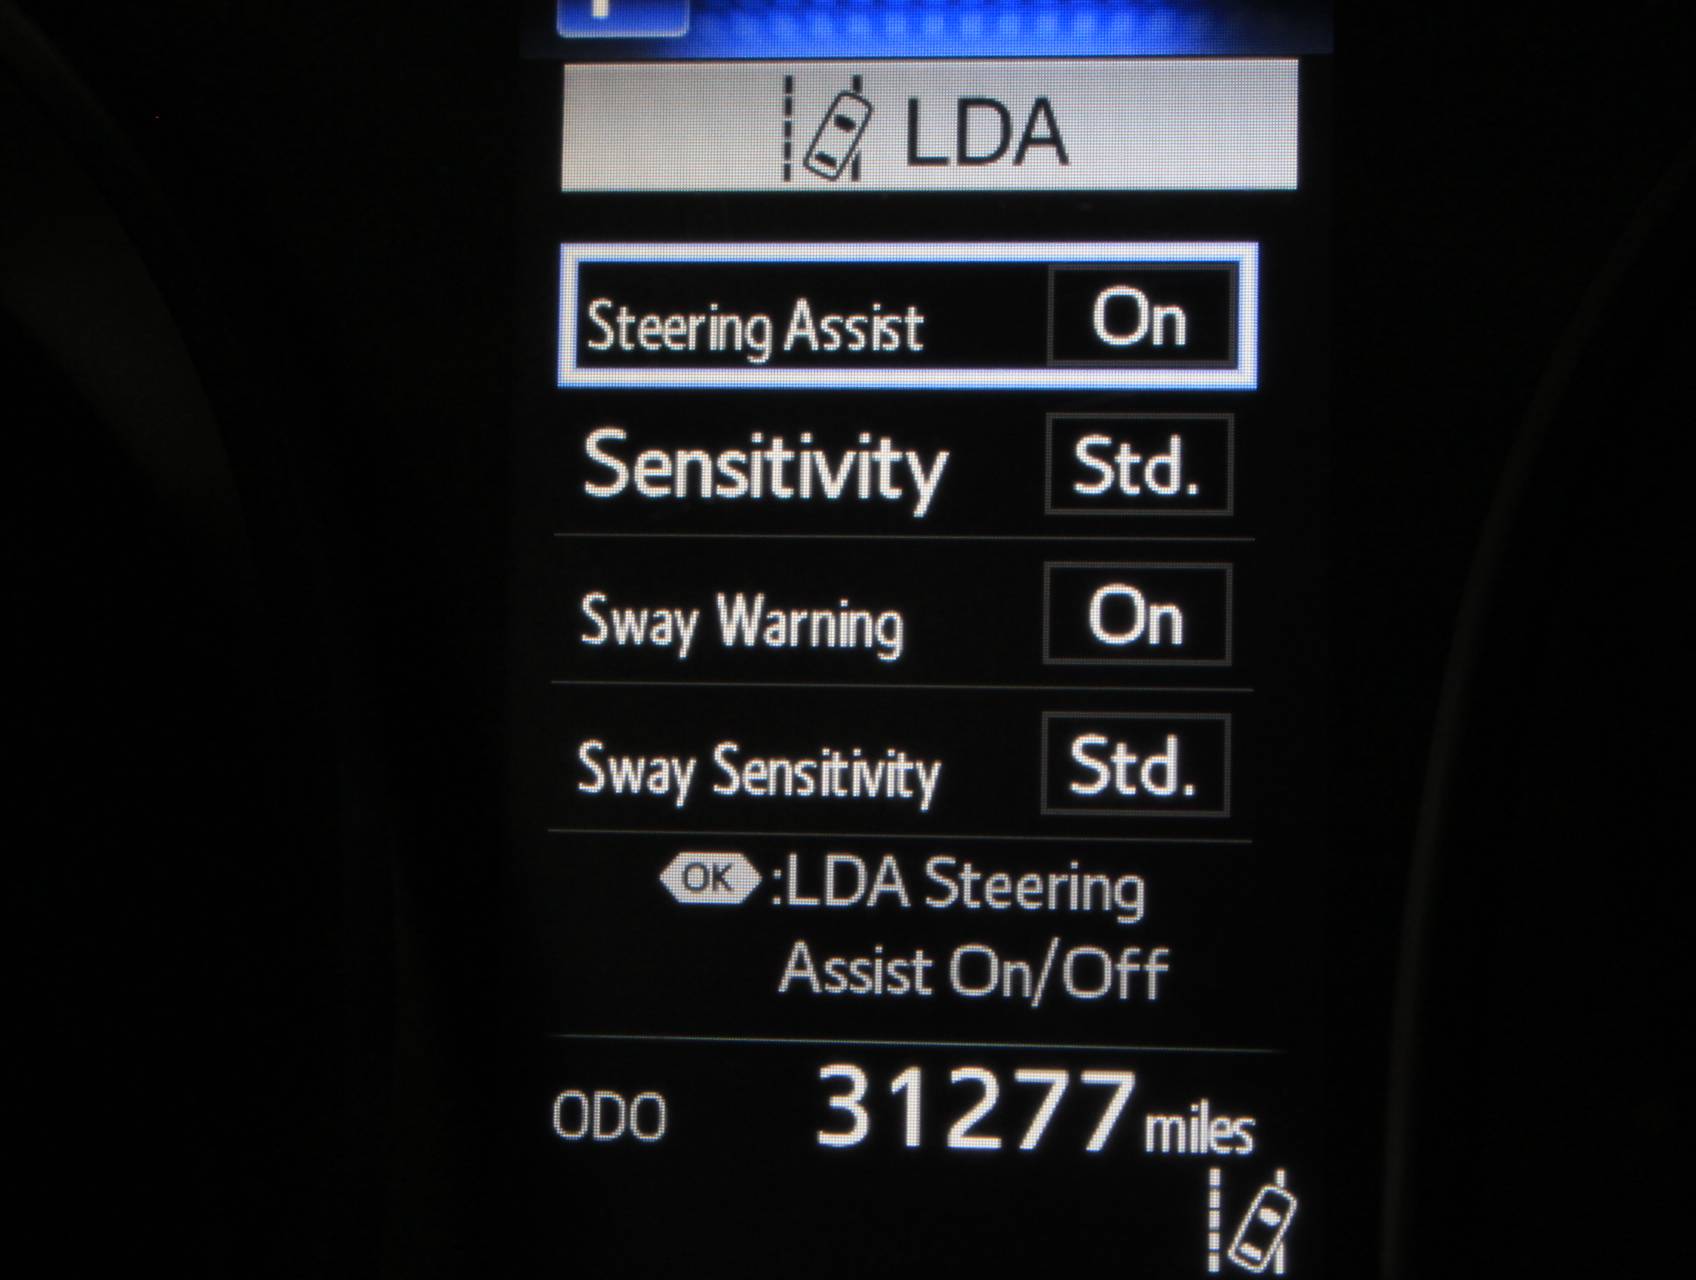 LDA
Steering Assist On
Sensitivity Std.
Sway Warning On
Sway Sensitivity Std.
OK :LDA Steering
Assist On/Off
ODO 31277 miles